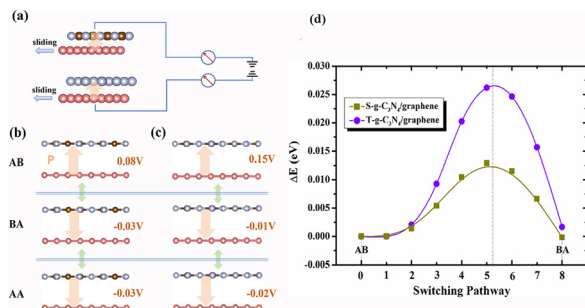 (a)
sliding
sliding
(b)
(c)
AB
P
0.08V
0.15V
BA
-0.03V
-0.01V
AA
-0.03V
-0.02V
(d)
ΔE (eV)
0.030
0.025
0.020
0.015
0.010
0.005
0.000
-0.005
S-g-C₃N₄/graphene
T-g-C₃N₄/graphene
AB
BA
0 1 2 3 4 5 6 7 8
Switching Pathway